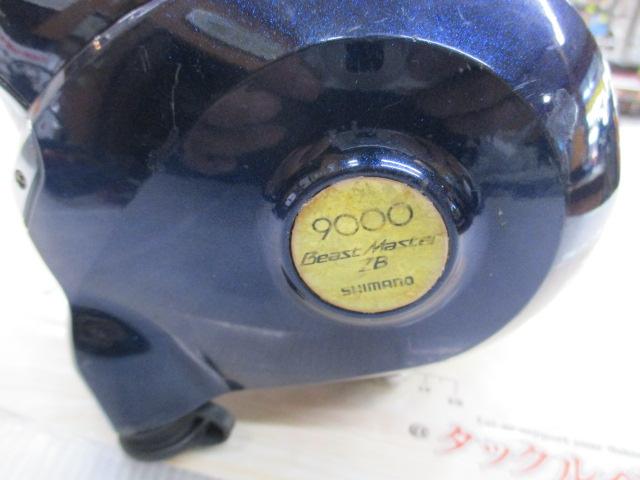 9000
Beast Master
ZB
SHIMANO
タックル